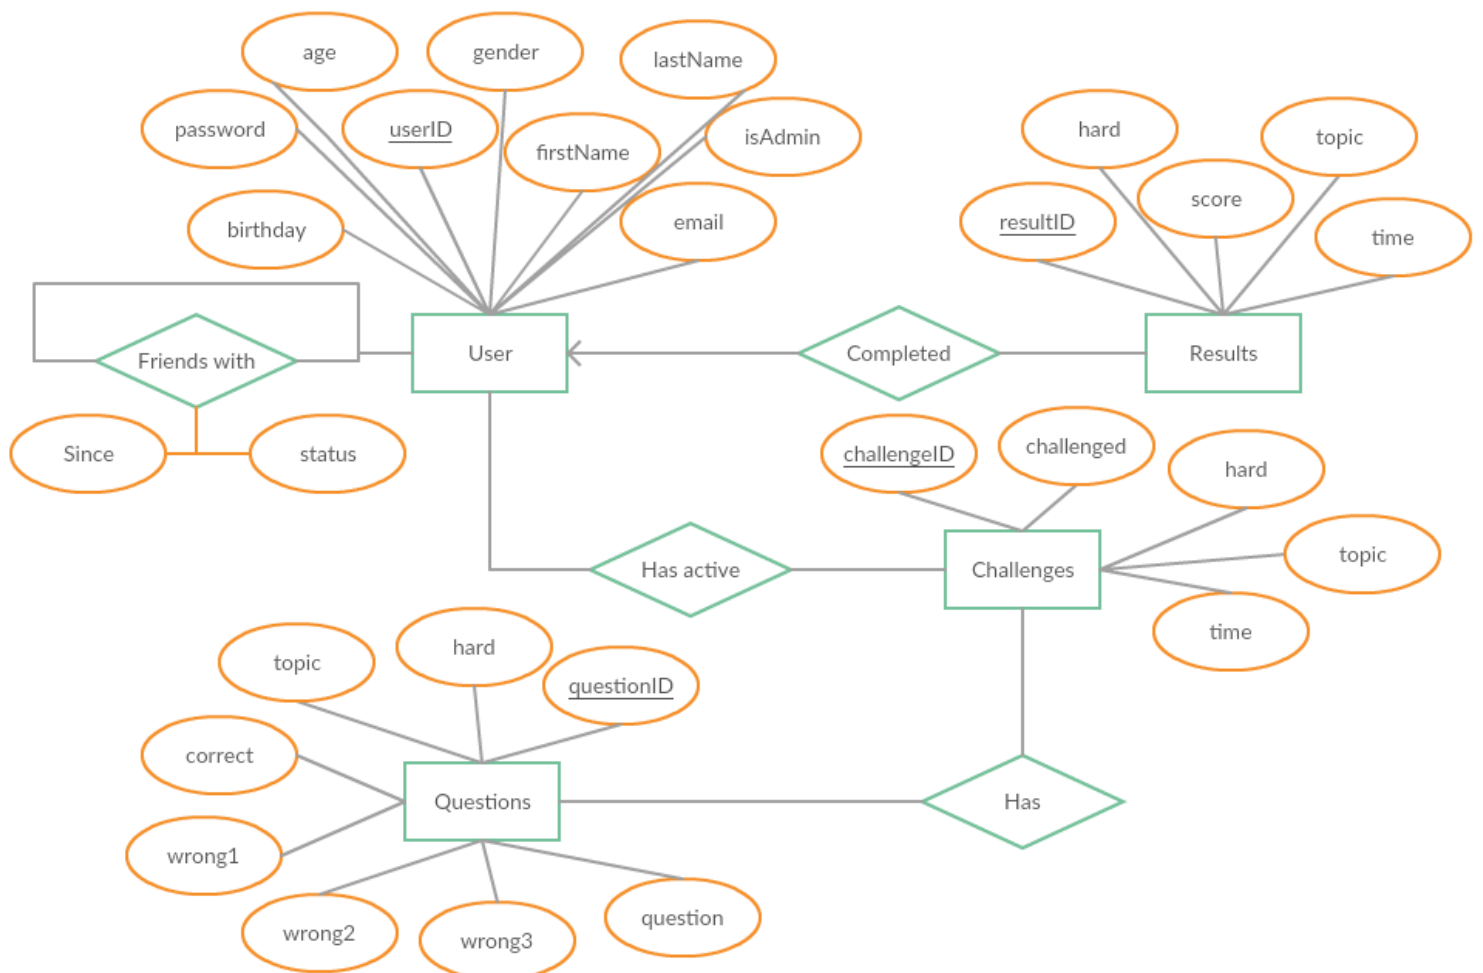 age
gender
lastName
password
userID
firstName
isAdmin
birthday
email
hard
topic
score
resultID
time
Friends with
User
Completed
Results
Since
status
challengeID
challenged
hard
Has active
Challenges
topic
time
topic
hard
questionID
correct
Questions
Has
wrong1
wrong2
wrong3
question